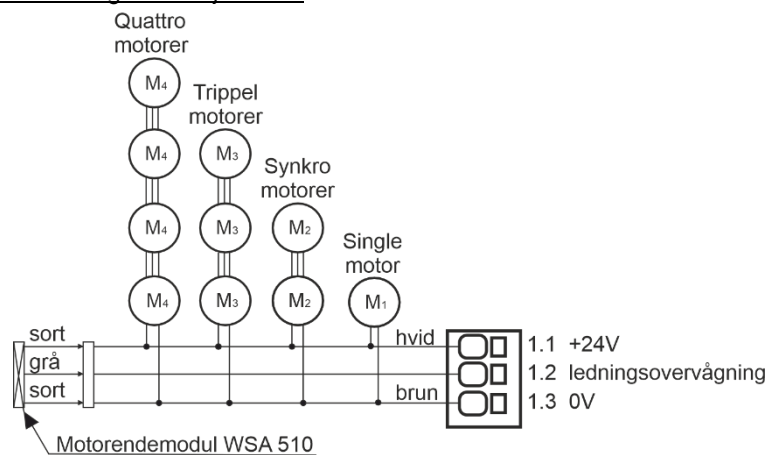 Quattro
motorer
M4
Trippel
motorer
M4
M3
Synkro
motorer
M4
M3
M2
Single
motor
M4
M3
M2
M1
sort
hvid
1.1 +24V
grå
1.2 ledningsovervågning
sort
brun
1.3 0V
Motorendemodul WSA 510